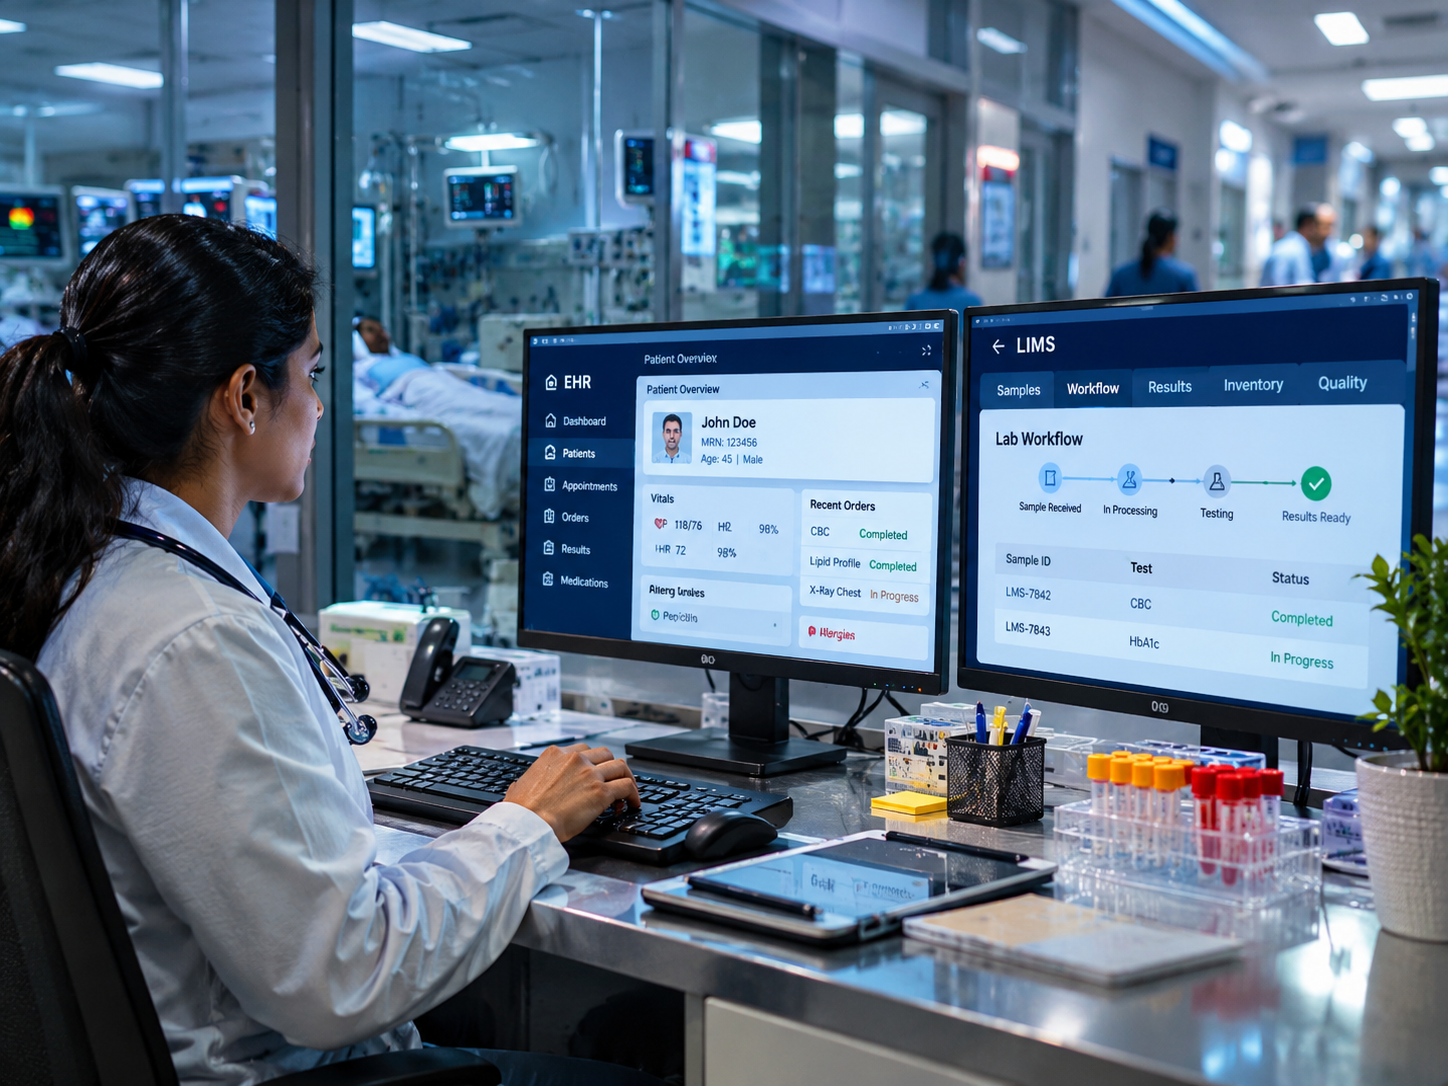 EHR
Dashboard
Patients
Appointments
Orders
Results
Medications
Patient Overview
Patient Overview
John Doe
MRN: 123456
Age: 45 | Male
Vitals
118/76
98%
HR 72
98%
Recent Orders
CBC Completed
Lipid Profile Completed
X-Ray Chest In Progress
Allergies
LIMS
Samples Workflow Results Inventory Quality
Lab Workflow
Sample Received
In Processing
Testing
Results Ready
Sample ID Test Status
LMS-7842 CBC Completed
LMS-7843 HbA1c In Progress